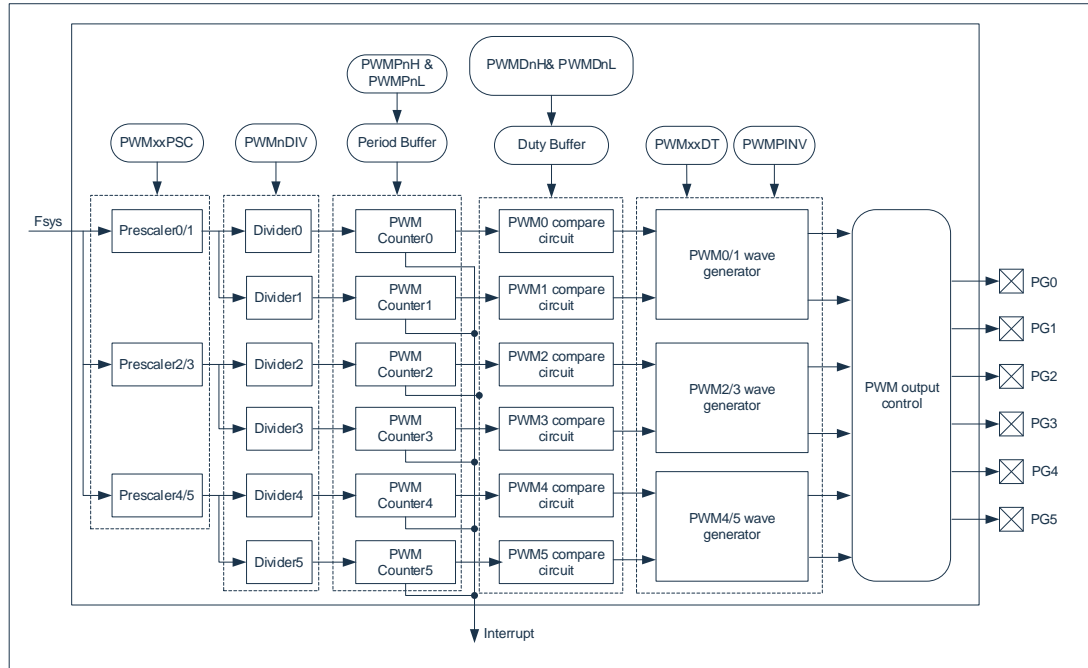 PWMPnH &
PWMPnL
PWMDnH& PWMDnL
PWMxxPSC
PWMnDIV
Period Buffer
Duty Buffer
PWMxxDT
PWMPINV
Fsys
Prescaler0/1
Divider0
PWM
Counter0
PWM0 compare
circuit
PWM0/1 wave
generator
Divider1
PWM
Counter1
PWM1 compare
circuit
Prescaler2/3
Divider2
PWM
Counter2
PWM2 compare
circuit
PWM2/3 wave
generator
Divider3
PWM
Counter3
PWM3 compare
circuit
Prescaler4/5
Divider4
PWM
Counter4
PWM4 compare
circuit
PWM4/5 wave
generator
Divider5
PWM
Counter5
PWM5 compare
circuit
PWM output
control
PG0
PG1
PG2
PG3
PG4
PG5
Interrupt